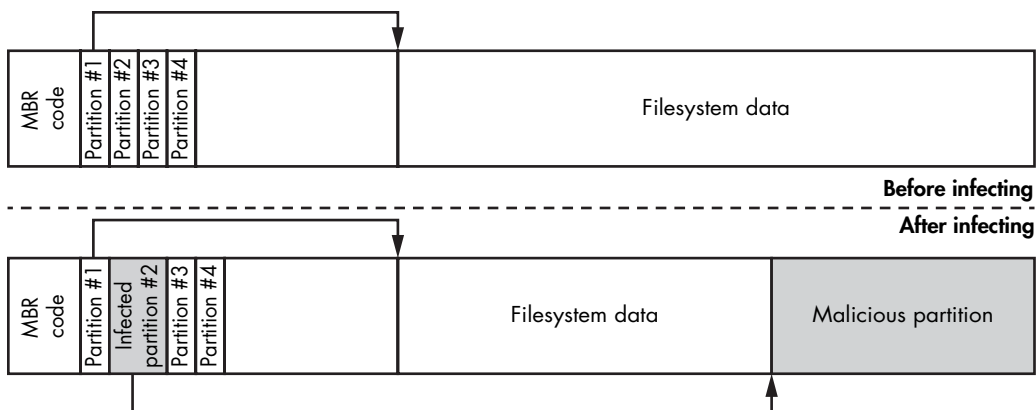 MBR
code
Partition #1
Partition #2
Partition #3
Partition #4
Filesystem data
Before infecting
After infecting
MBR
code
Partition #1
Infected
partition #2
Partition #3
Partition #4
Filesystem data
Malicious partition